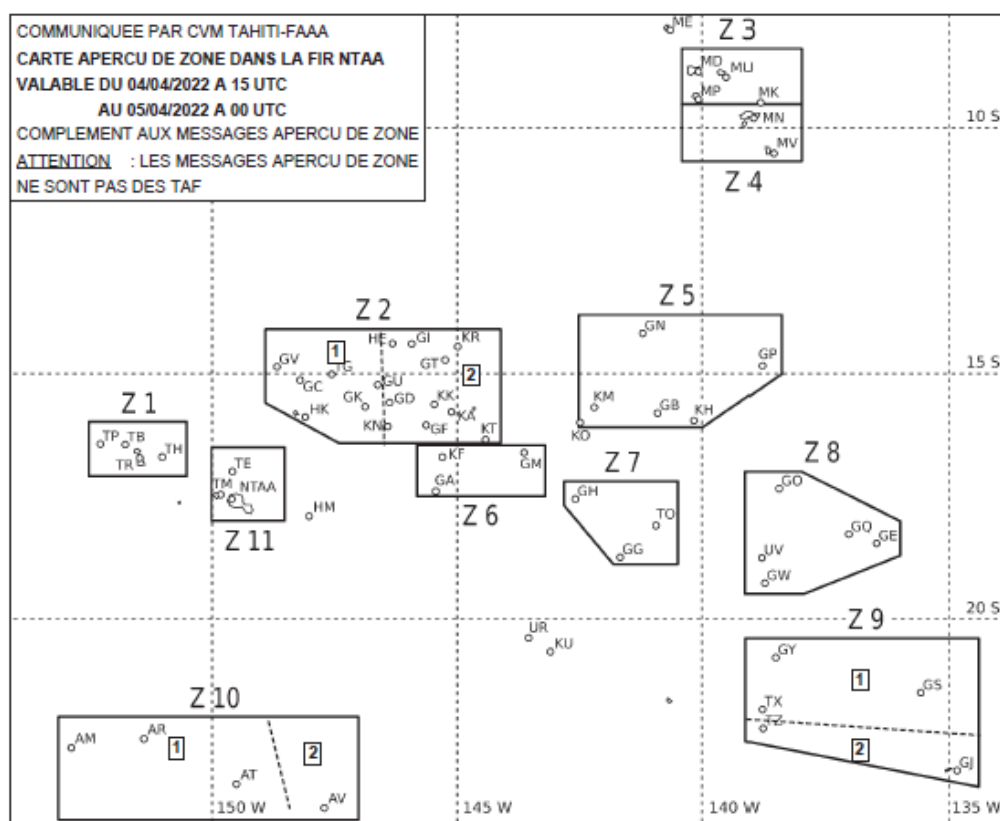 COMMUNIQUEE PAR CVM TAHITI-FAAA
CARTE APERCU DE ZONE DANS LA FIR NTAA
VALABLE DU 04/04/2022 A 15 UTC
AU 05/04/2022 A 00 UTC
COMPLEMENT AUX MESSAGES APERCU DE ZONE
ATTENTION : LES MESSAGES APERCU DE ZONE
NE SONT PAS DES TAF
ME
Z 3
MD
MLI
MP
MK
MN
10 S
MV
Z 4
Z 2
Z 5
HE
GI
KR
GN
1
GV
TG
GT
2
GP
15 S
GC
GU
GK
GD
KK
KM
HK
KA
GB
KH
KN
GF
KT
KO
Z 1
TP
TB
TR
TH
TE
TM
NTAA
Z 11
HM
KF
GM
GA
Z 6
Z 7
GH
TO
GG
Z 8
GO
GQ
GE
UV
GW
20 S
UR
KU
Z 9
GY
1
GS
TX
TZ
2
GJ
Z 10
AM
AR
1
2
AT
AV
150 W
145 W
140 W
135 W